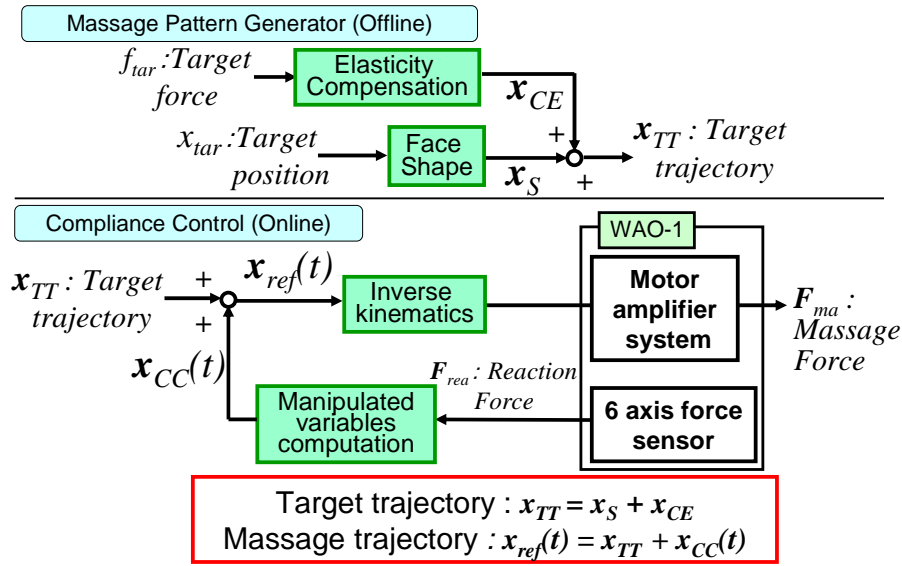 Massage Pattern Generator (Offline)
f_tar : Target
force
Elasticity
Compensation
x_CE
+
x_TT : Target
trajectory
x_tar : Target
position
Face
Shape
x_S
+
Compliance Control (Online)
WAO-1
x_TT : Target
trajectory
+
+
x_ref(t)
Inverse
kinematics
Motor
amplifier
system
F_ma :
Massage
Force
x_CC(t)
Manipulated
variables
computation
F_rea : Reaction
Force
6 axis force
sensor
Target trajectory : x_TT = x_S + x_CE
Massage trajectory : x_ref(t) = x_TT + x_CC(t)